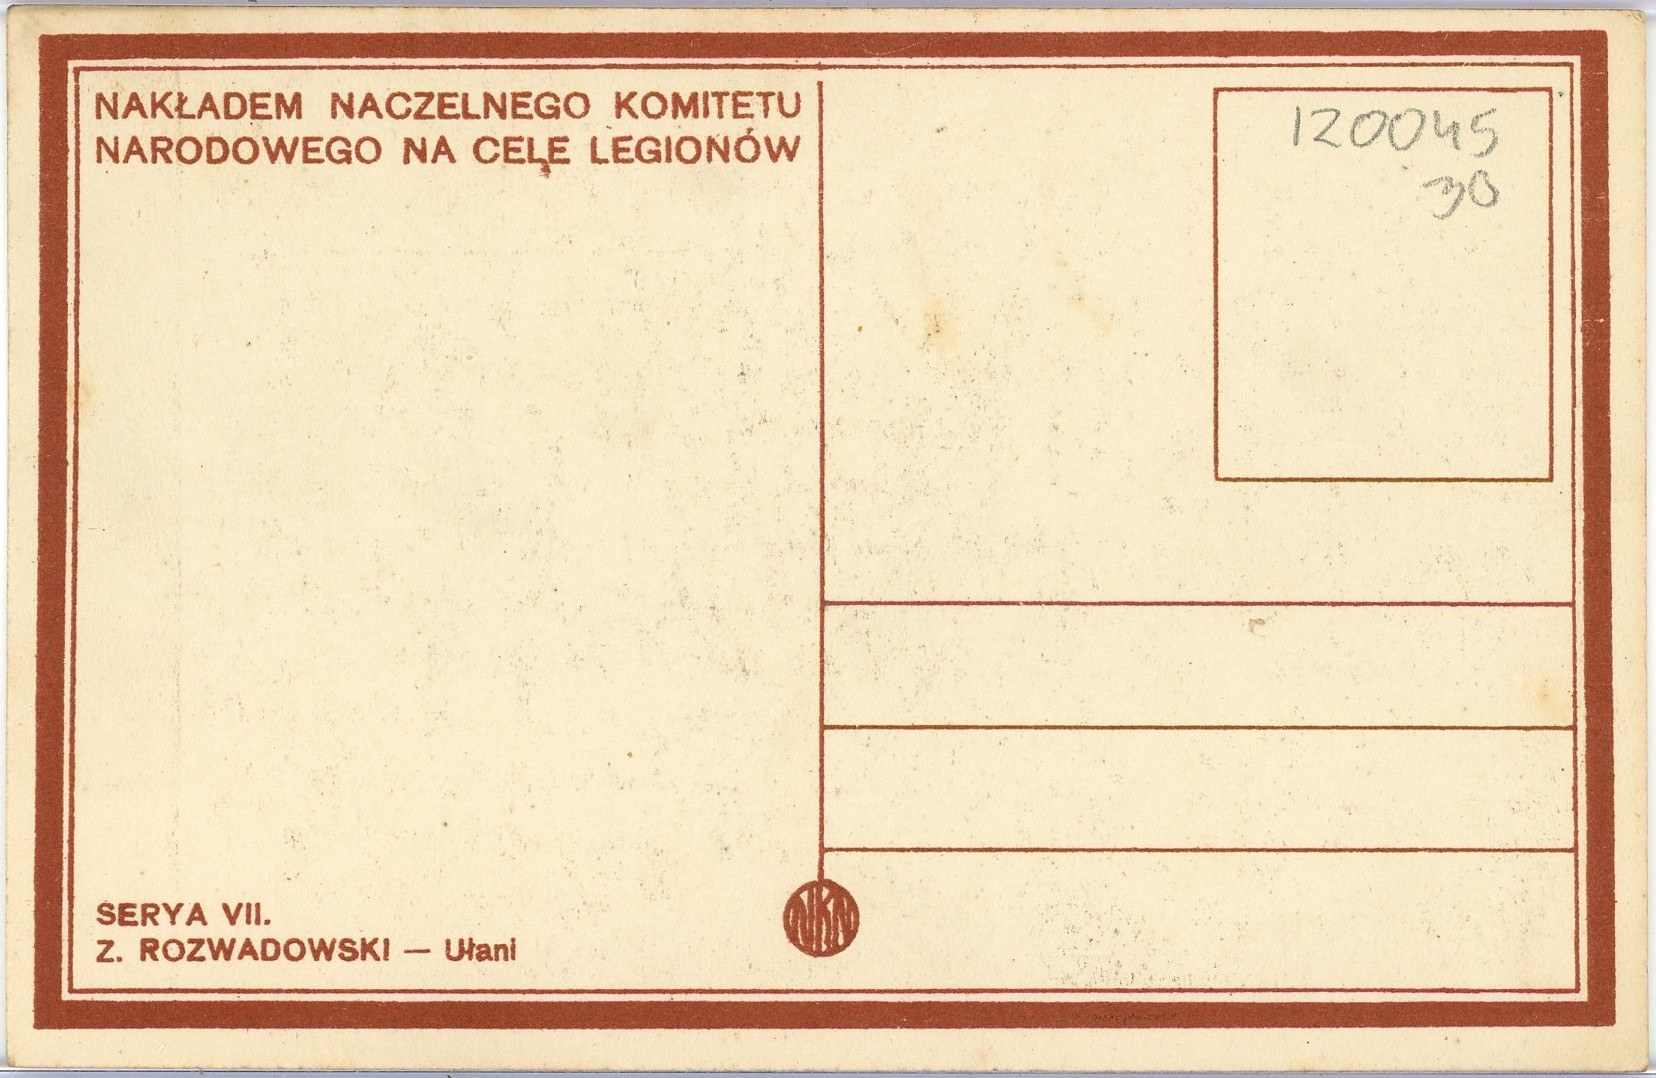 NAKŁADEM NACZELNEGO KOMITETU
NARODOWEGO NA CELE LEGIONÓW
120045
30
SERYA VII.
Z. ROZWADOWSKI — Ułani
NKN